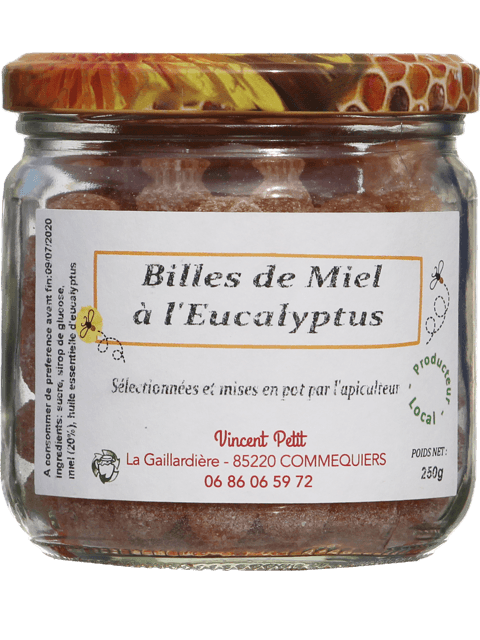 A consommer de preference avant fin:09/07/2020
Ingredients: sucre, sirop de glucose,
miel (20%), huile essentielle d'eucalyptus
Billes de Miel
à l'Eucalyptus
Sélectionnées et mises en pot par l'apiculteur
Producteur
Local
Vincent Petit
La Gaillardière - 85220 COMMEQUIERS
06 86 06 59 72
POIDS NET :
250g